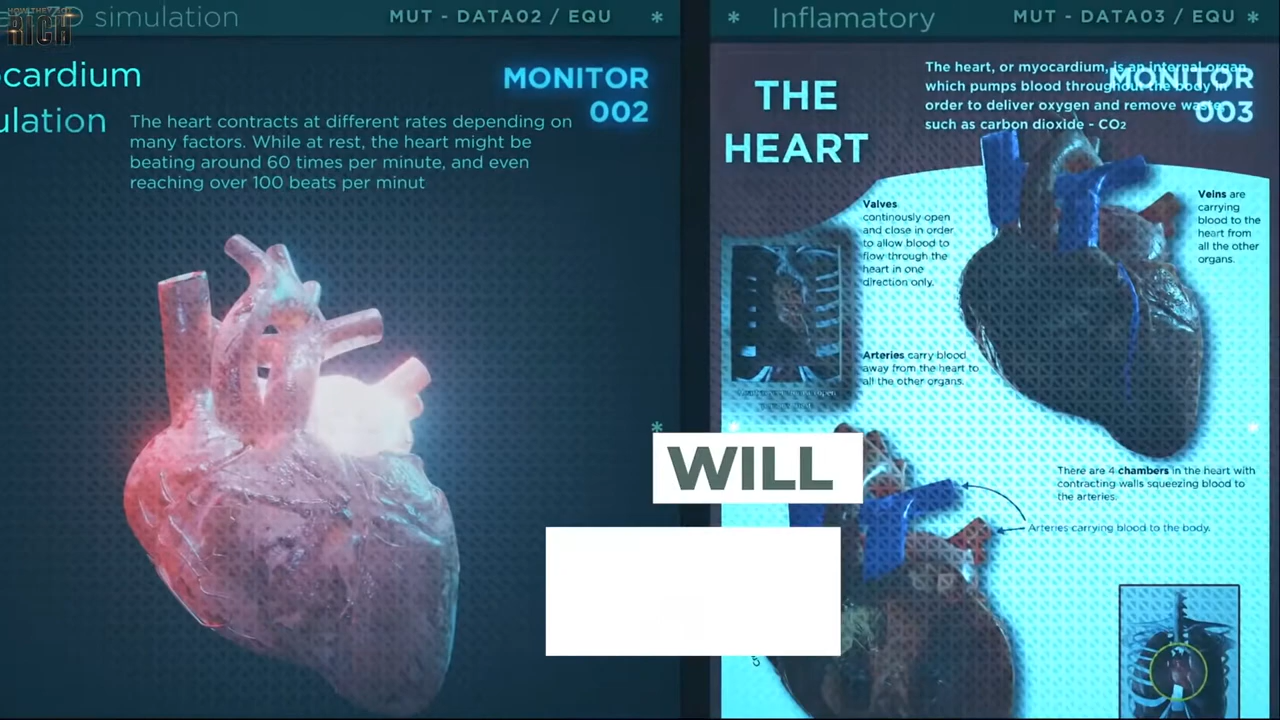 D simulation
MUT - DATA02 / EQU *
* Inflamatory
MUT - DATA03 / EQU *
RICH
ocardium
ulation
MONITOR
002
The heart contracts at different rates depending on
many factors. While at rest, the heart might be
beating around 60 times per minute, and even
reaching over 100 beats per minut
THE
HEART
The heart, or myocardium, is an internal organ
which pumps blood throughout the body in
order to deliver oxygen and remove waste,
such as carbon dioxide - CO₂
MONITOR
003
Valves
continously open
and close in order
to allow blood to
flow through the
heart in one
direction only.
Veins are
carrying
blood to the
heart from
all the other
organs.
Arteries carry blood
away from the heart to
all the other organs.
WILL
There are 4 chambers in the heart with
contracting walls squeezing blood to
the arteries.
Arteries carrying blood to the body.